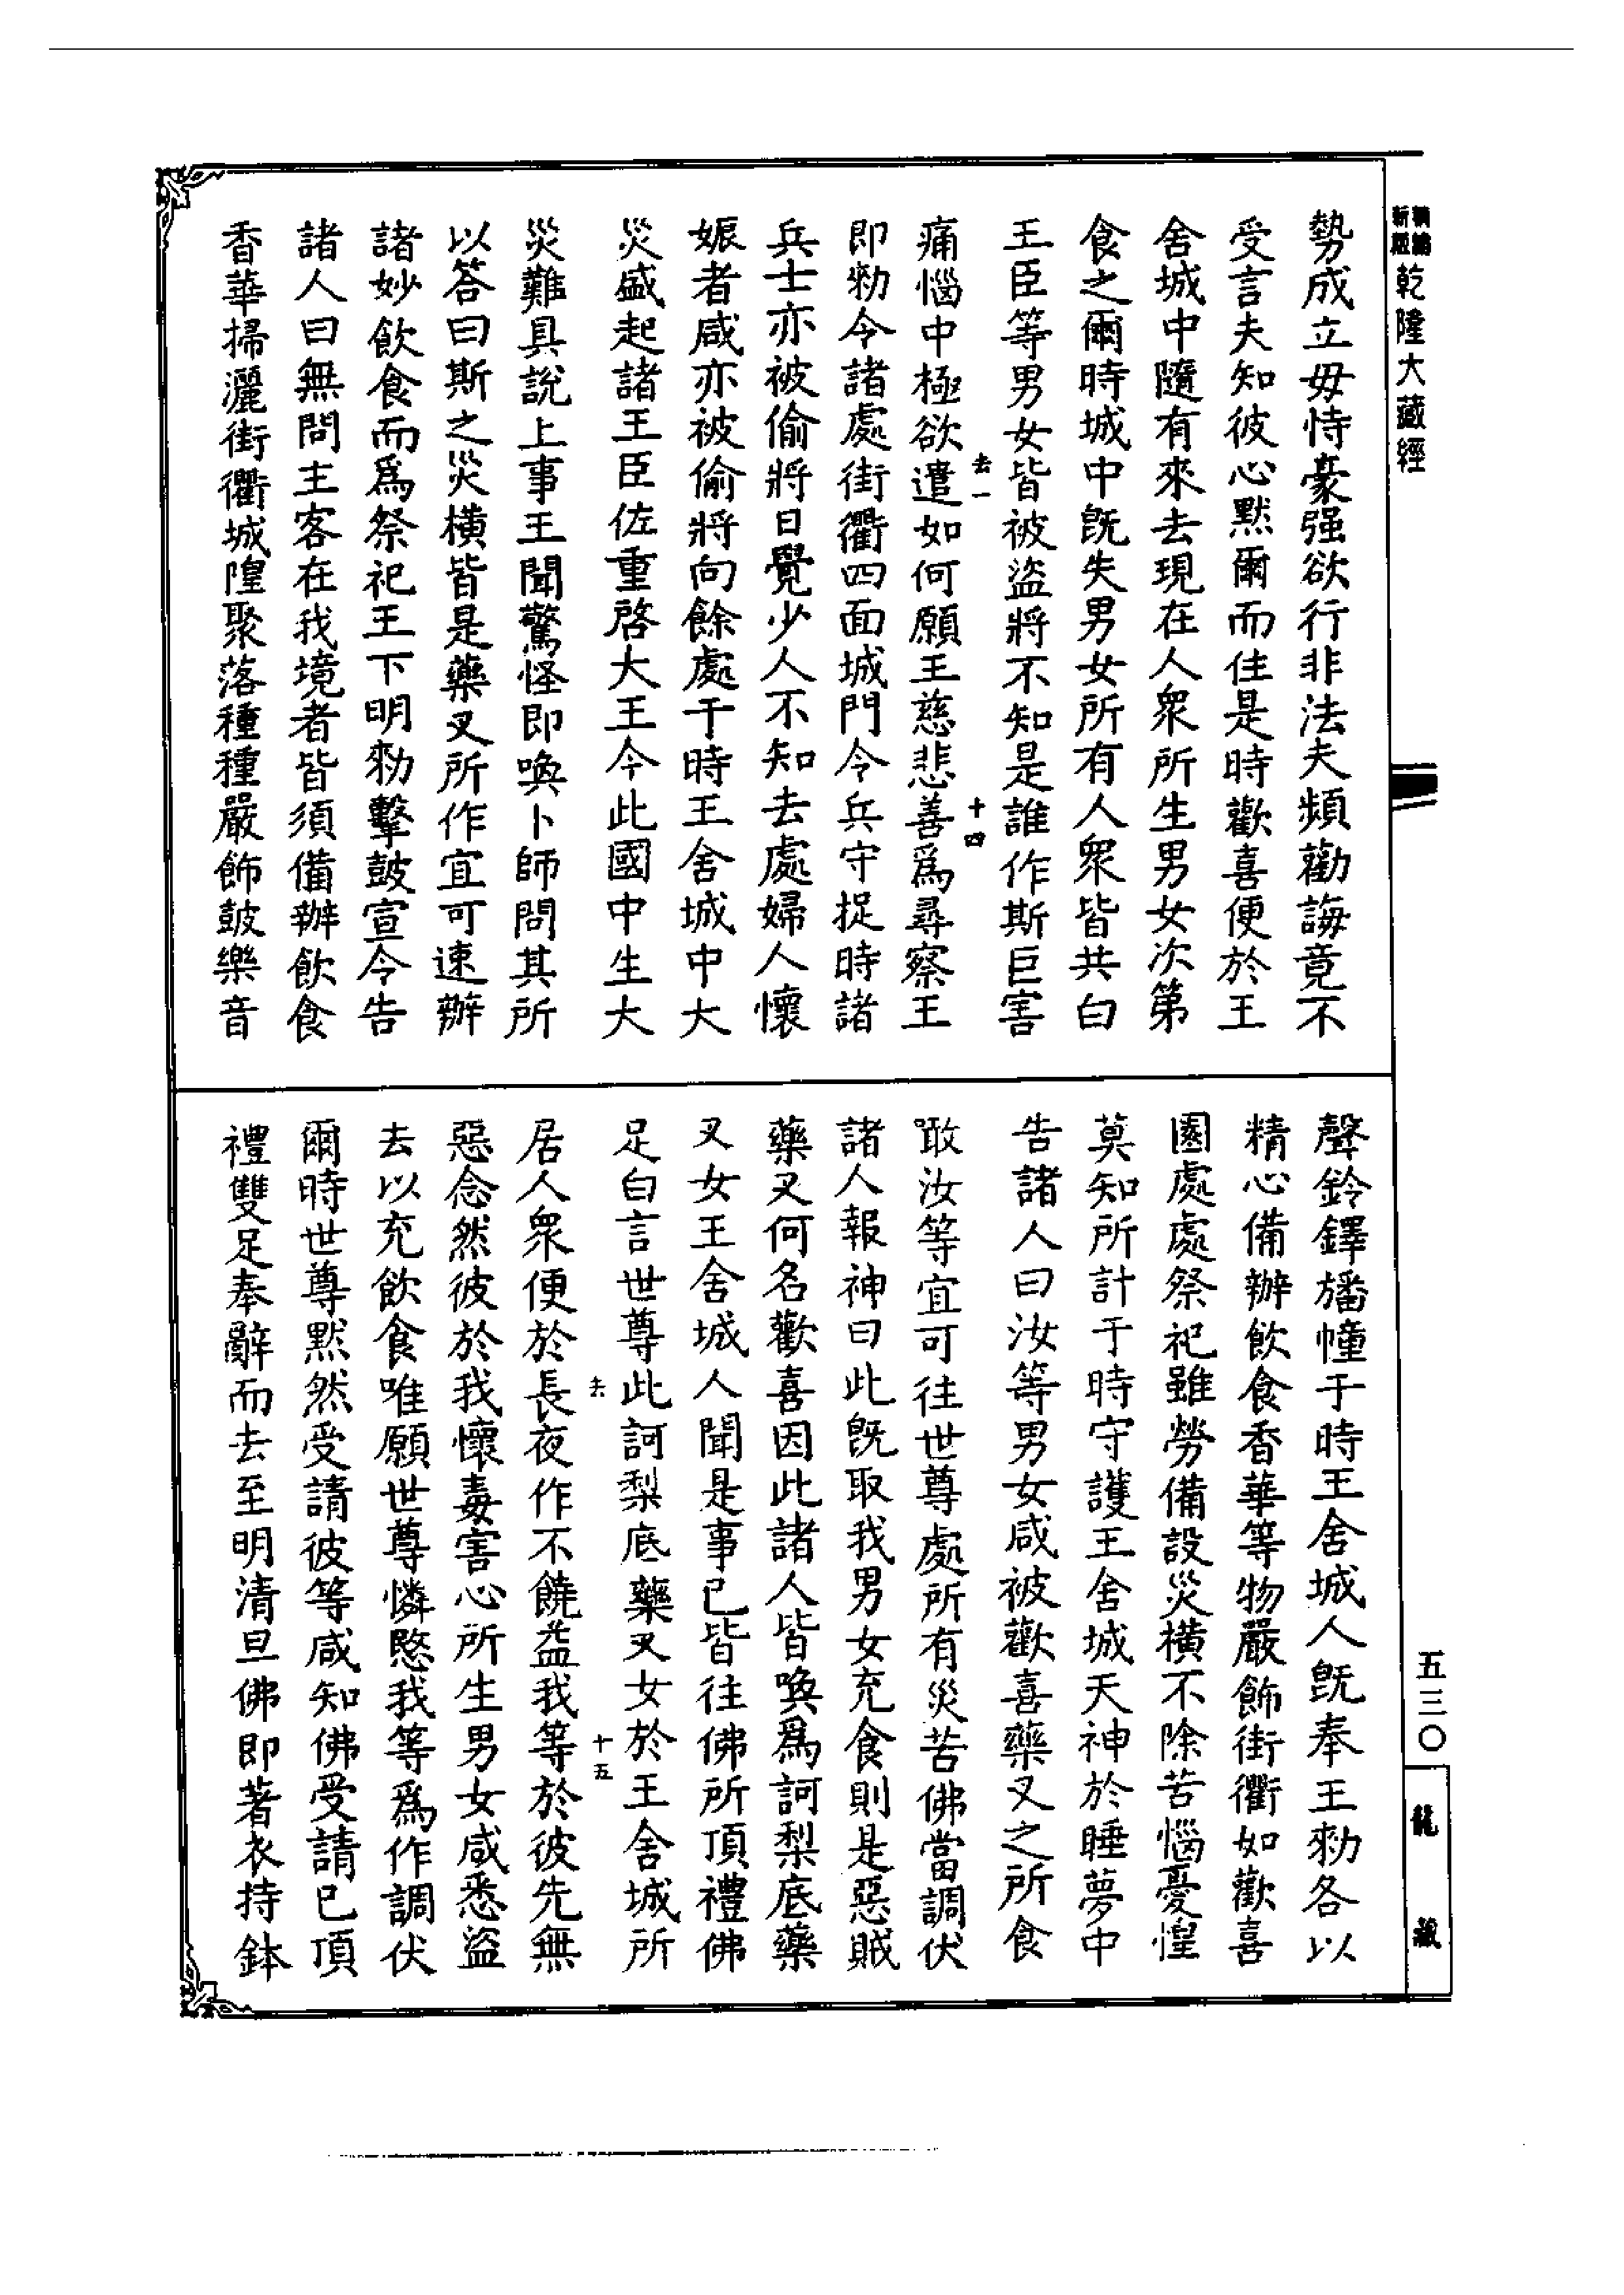 乾隆大藏經
勢成立毋恃豪强欲行非法夫頻勸誨竟不
受言夫知彼心默爾而住是時歡喜便於王
舍城中隨有來去現在人衆所生男女次第
食之爾時城中既失男女所有人衆皆共白
王臣等男女皆被盜將不知是誰作斯巨害
去一
十四
痛惱中極欲遣如何願王慈悲善爲尋察王
即勑令諸處街衢四面城門令兵守捉時諸
兵士亦被偷將日覺少人不知去處婦人懷
娠者咸亦被偷將向餘處于時王舍城中大
災盛起諸王臣佐重啓大王今此國中生大
災難具說上事王聞驚怪即喚卜師問其所
以答曰斯之災橫皆是藥叉所作宜可速辦
諸妙飲食而爲祭祀王下明勑擊鼓宣令告
諸人曰無問主客在我境者皆須備辦飲食
香華掃灑街衢城隍聚落種種嚴飾鼓樂音
聲鈴鐸旛幢于時王舍城人既奉王勑各以
精心備辦飲食香華等物嚴飾街衢如歡喜
園處處祭祀雖勞備設災橫不除苦惱憂惶
莫知所計于時守護王舍城天神於睡夢中
告諸人曰汝等男女咸被歡喜藥叉之所食
噉汝等宜可往世尊處所有災苦佛當調伏
諸人報神曰此既取我男女充食則是惡賊
藥叉何名歡喜因此諸人皆喚爲訶梨底藥
叉女王舍城人聞是事已皆往佛所頂禮佛
足白言世尊此訶梨底藥叉女於王舍城所
去
十五
居人衆便於長夜作不饒益我等於彼先無
惡念然彼於我懷毒害心所生男女咸悉盜
去以充飲食唯願世尊憐愍我等爲作調伏
爾時世尊默然受請彼等咸知佛受請已頂
禮雙足奉辭而去至明清旦佛即著衣持鉢
五三〇
龍藏